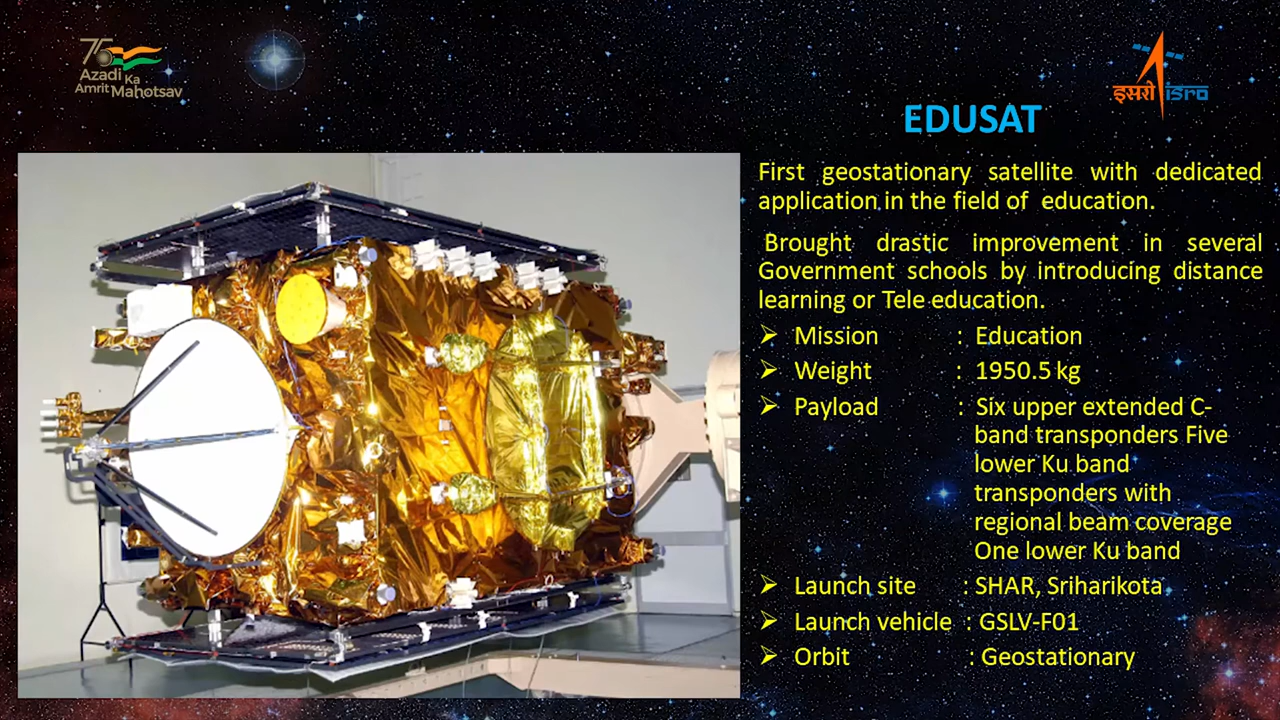 75
Azadi Ka
Amrit Mahotsav
इसरो isro
EDUSAT
First geostationary satellite with dedicated
application in the field of education.
Brought drastic improvement in several
Government schools by introducing distance
learning or Tele education.
➢ Mission : Education
➢ Weight : 1950.5 kg
➢ Payload : Six upper extended C-
band transponders Five
lower Ku band
transponders with
regional beam coverage
One lower Ku band
➢ Launch site : SHAR, Sriharikota
➢ Launch vehicle : GSLV-F01
➢ Orbit : Geostationary